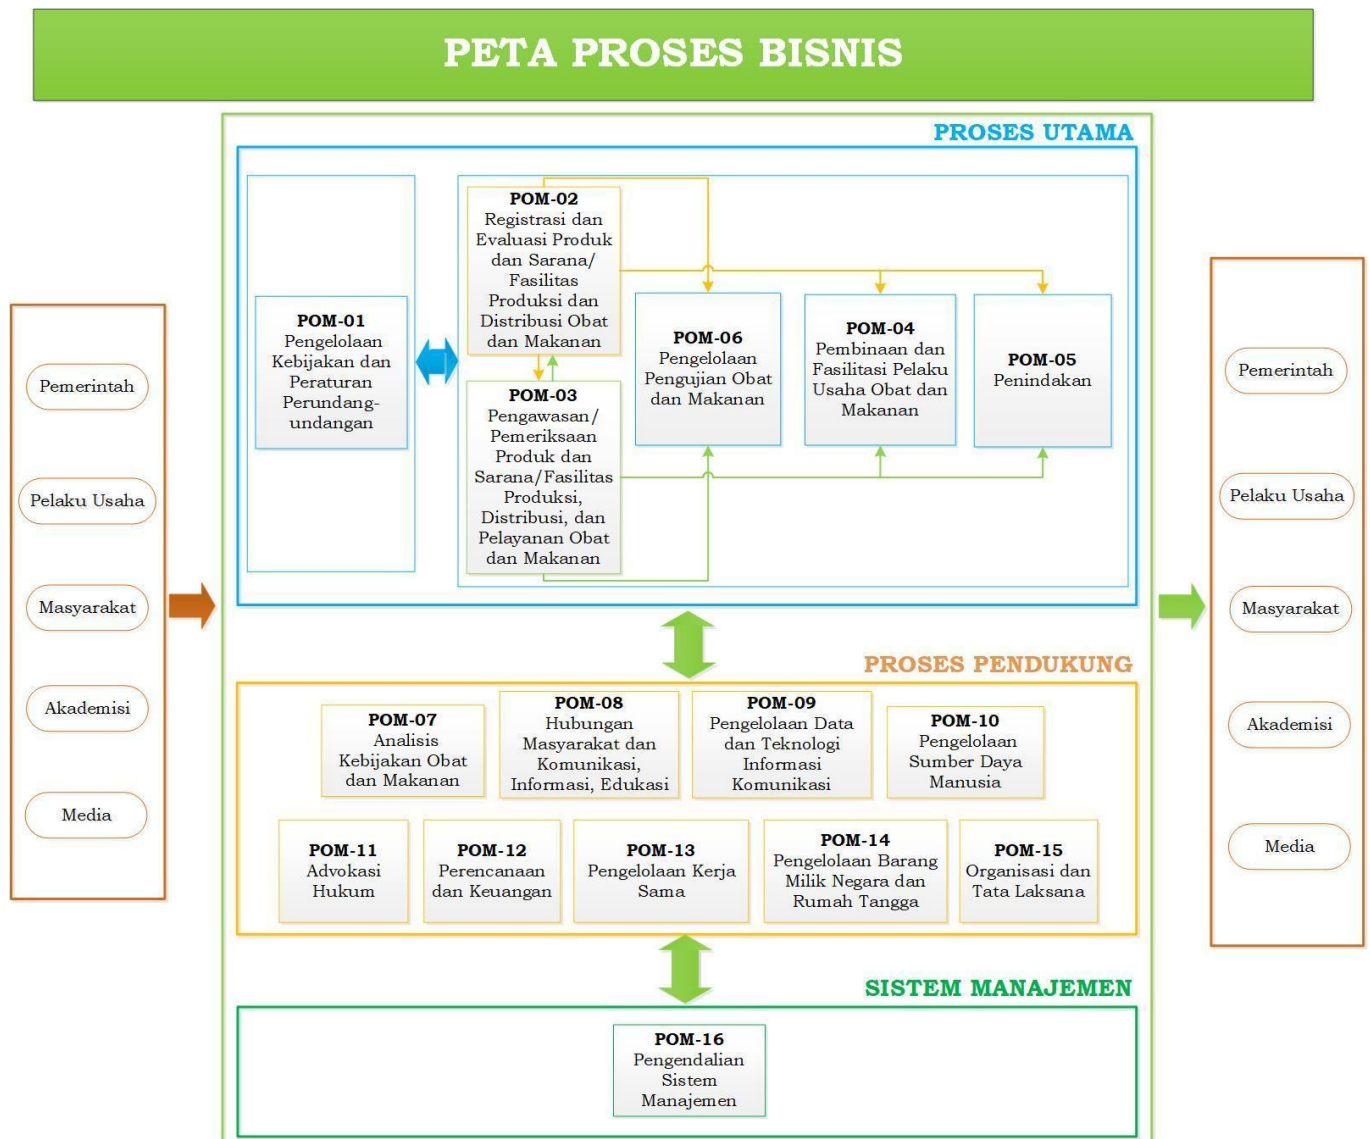 PETA PROSES BISNIS
PROSES UTAMA
POM-01
Pengelolaan
Kebijakan dan
Peraturan
Perundang-
undangan
POM-02
Registrasi dan
Evaluasi Produk
dan Sarana/
Fasilitas
Produksi dan
Distribusi Obat
dan Makanan
POM-03
Pengawasan/
Pemeriksaan
Produk dan
Sarana/Fasilitas
Produksi,
Distribusi, dan
Pelayanan Obat
dan Makanan
POM-06
Pengelolaan
Pengujian Obat
dan Makanan
POM-04
Pembinaan dan
Fasilitasi Pelaku
Usaha Obat dan
Makanan
POM-05
Penindakan
Pemerintah
Pelaku Usaha
Masyarakat
Akademisi
Media
Pemerintah
Pelaku Usaha
Masyarakat
Akademisi
Media
PROSES PENDUKUNG
POM-07
Analisis
Kebijakan Obat
dan Makanan
POM-08
Hubungan
Masyarakat dan
Komunikasi,
Informasi, Edukasi
POM-09
Pengelolaan Data
dan Teknologi
Informasi
Komunikasi
POM-10
Pengelolaan
Sumber Daya
Manusia
POM-11
Advokasi
Hukum
POM-12
Perencanaan
dan Keuangan
POM-13
Pengelolaan Kerja
Sama
POM-14
Pengelolaan Barang
Milik Negara dan
Rumah Tangga
POM-15
Organisasi dan
Tata Laksana
SISTEM MANAJEMEN
POM-16
Pengendalian
Sistem
Manajemen